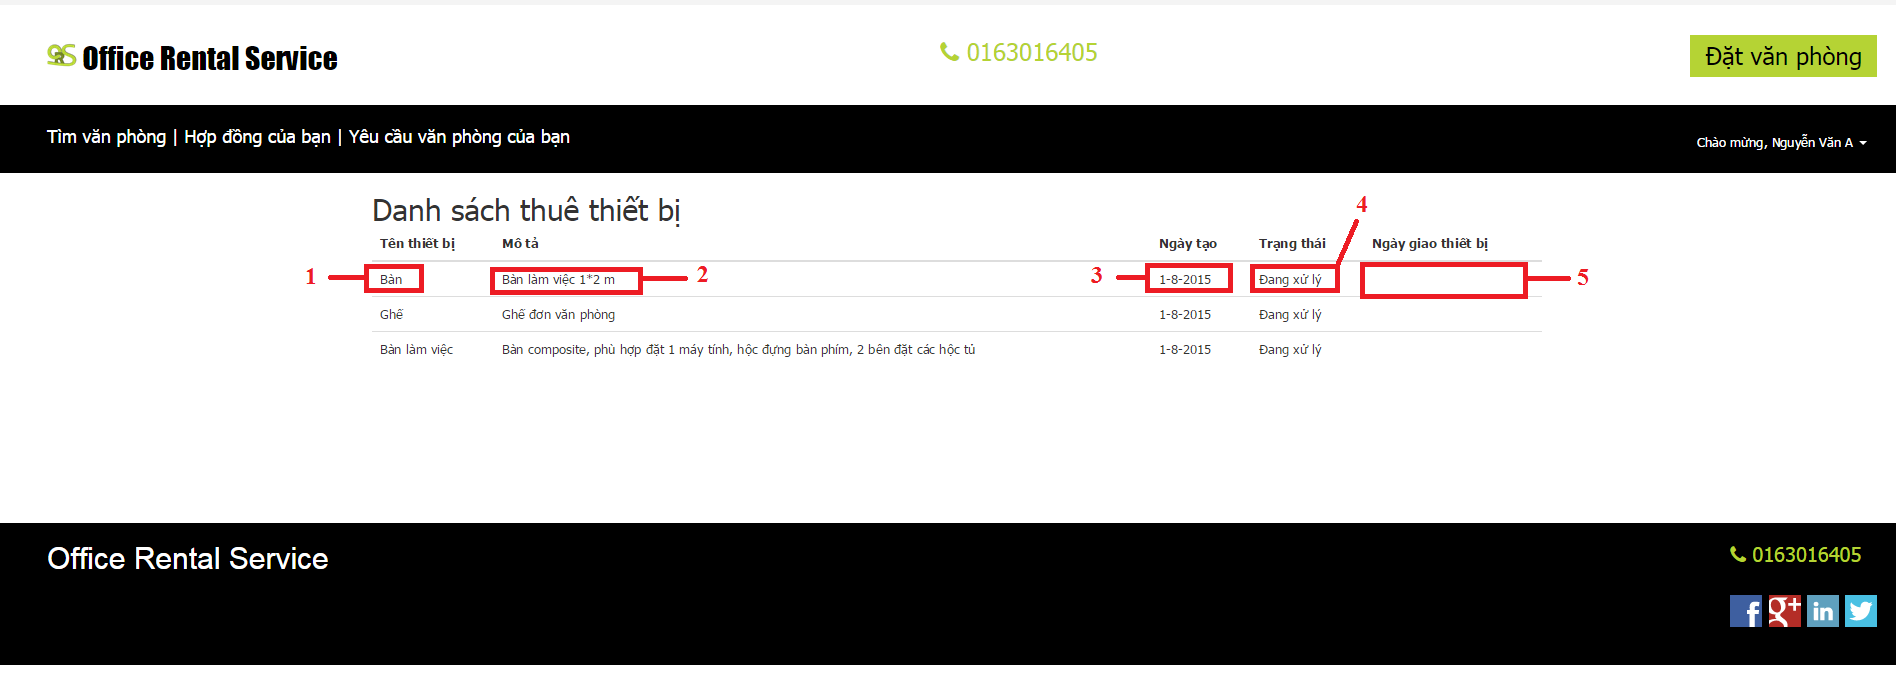 Office Rental Service
0163016405
Đặt văn phòng
Tìm văn phòng | Hợp đồng của bạn | Yêu cầu văn phòng của bạn
Chào mừng, Nguyễn Văn A
Danh sách thuê thiết bị
4
Tên thiết bị Mô tả Ngày tạo Trạng thái Ngày giao thiết bị
1 Bàn Bàn làm việc 1*2 m 2 3 1-8-2015 Đang xử lý 5
Ghế Ghế đơn văn phòng 1-8-2015 Đang xử lý
Bàn làm việc Bàn composite, phù hợp đặt 1 máy tính, hộc đựng bàn phím, 2 bên đặt các hộc tủ 1-8-2015 Đang xử lý
Office Rental Service
0163016405
f g+ in